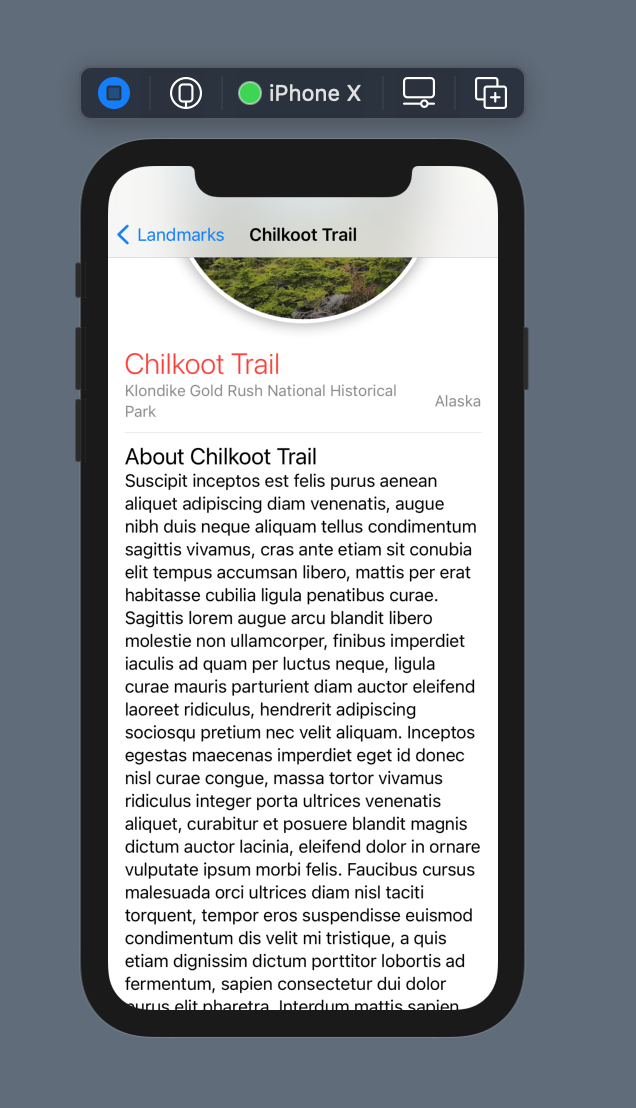 iPhone X
Landmarks
Chilkoot Trail
Chilkoot Trail
Klondike Gold Rush National Historical
Park
Alaska
About Chilkoot Trail
Suscipit inceptos est felis purus aenean
aliquet adipiscing diam venenatis, augue
nibh duis neque aliquam tellus condimentum
sagittis vivamus, cras ante etiam sit conubia
elit tempus accumsan libero, mattis per erat
habitasse cubilia ligula penatibus curae.
Sagittis lorem augue arcu blandit libero
molestie non ullamcorper, finibus imperdiet
iaculis ad quam per luctus neque, ligula
curae mauris parturient diam auctor eleifend
laoreet ridiculus, hendrerit adipiscing
sociosqu pretium nec velit aliquam. Inceptos
egestas maecenas imperdiet eget id donec
nisl curae congue, massa tortor vivamus
ridiculus integer porta ultrices venenatis
aliquet, curabitur et posuere blandit magnis
dictum auctor lacinia, eleifend dolor in ornare
vulputate ipsum morbi felis. Faucibus cursus
malesuada orci ultrices diam nisl taciti
torquent, tempor eros suspendisse euismod
condimentum dis velit mi tristique, a quis
etiam dignissim dictum porttitor lobortis ad
fermentum, sapien consectetur dui dolor
purus elit pharetra. Interdum mattis sapien